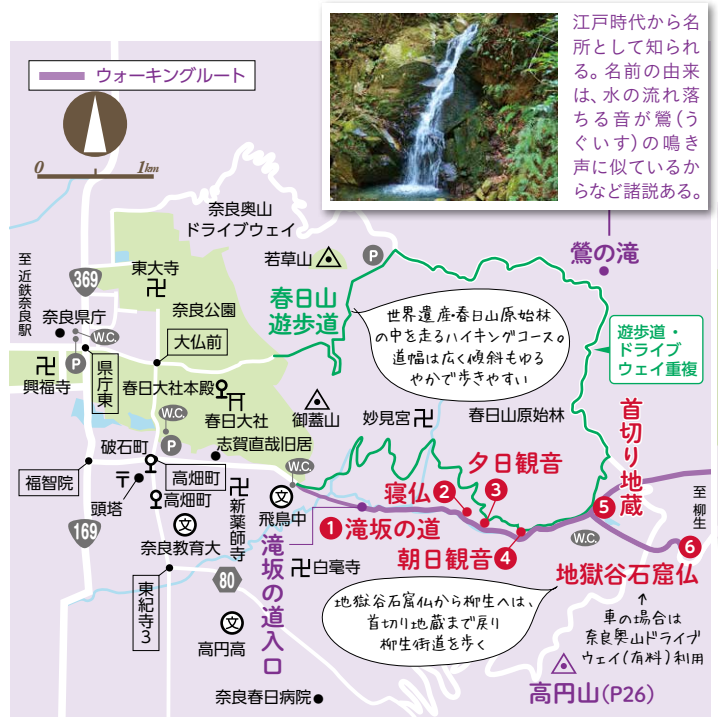 江戸時代から名
所として知られ
る。名前の由来
は、水の流れ落
ちる音が鶯(う
ぐいす)の鳴き
声に似ているか
らなど諸説ある。
ウォーキングルート
0 1km
奈良奥山
ドライブウェイ
若草山
P
鶯の滝
至近鉄奈良駅
369
東大寺
奈良県庁
W.C.
奈良公園
大仏前
春日山
遊歩道
世界遺産・春日山原始林
の中を走るハイキングコース。
道幅は広く傾斜もゆる
やかで歩きやすい
遊歩道・
ドライブ
ウェイ重複
P
興福寺
県庁東
春日大社本殿
春日大社
W.C.
御蓋山
妙見宮
春日山原始林
首切り地蔵
破石町
P
志賀直哉旧居
夕日観音
福智院
高畑町
W.C.
寝仏
2
3
至柳生
頭塔
高畑町
新薬師寺
文
飛鳥中
1
滝坂の道
5
169
文
奈良教育大
朝日観音
4
W.C.
6
滝坂の道入口
白毫寺
地獄谷石窟仏
東紀寺3
80
地獄谷石窟仏から柳生へは、
首切り地蔵まで戻り
柳生街道を歩く
↑
車の場合は
奈良奥山ドライブ
ウェイ(有料)利用
文
高円高
高円山(P26)
奈良春日病院